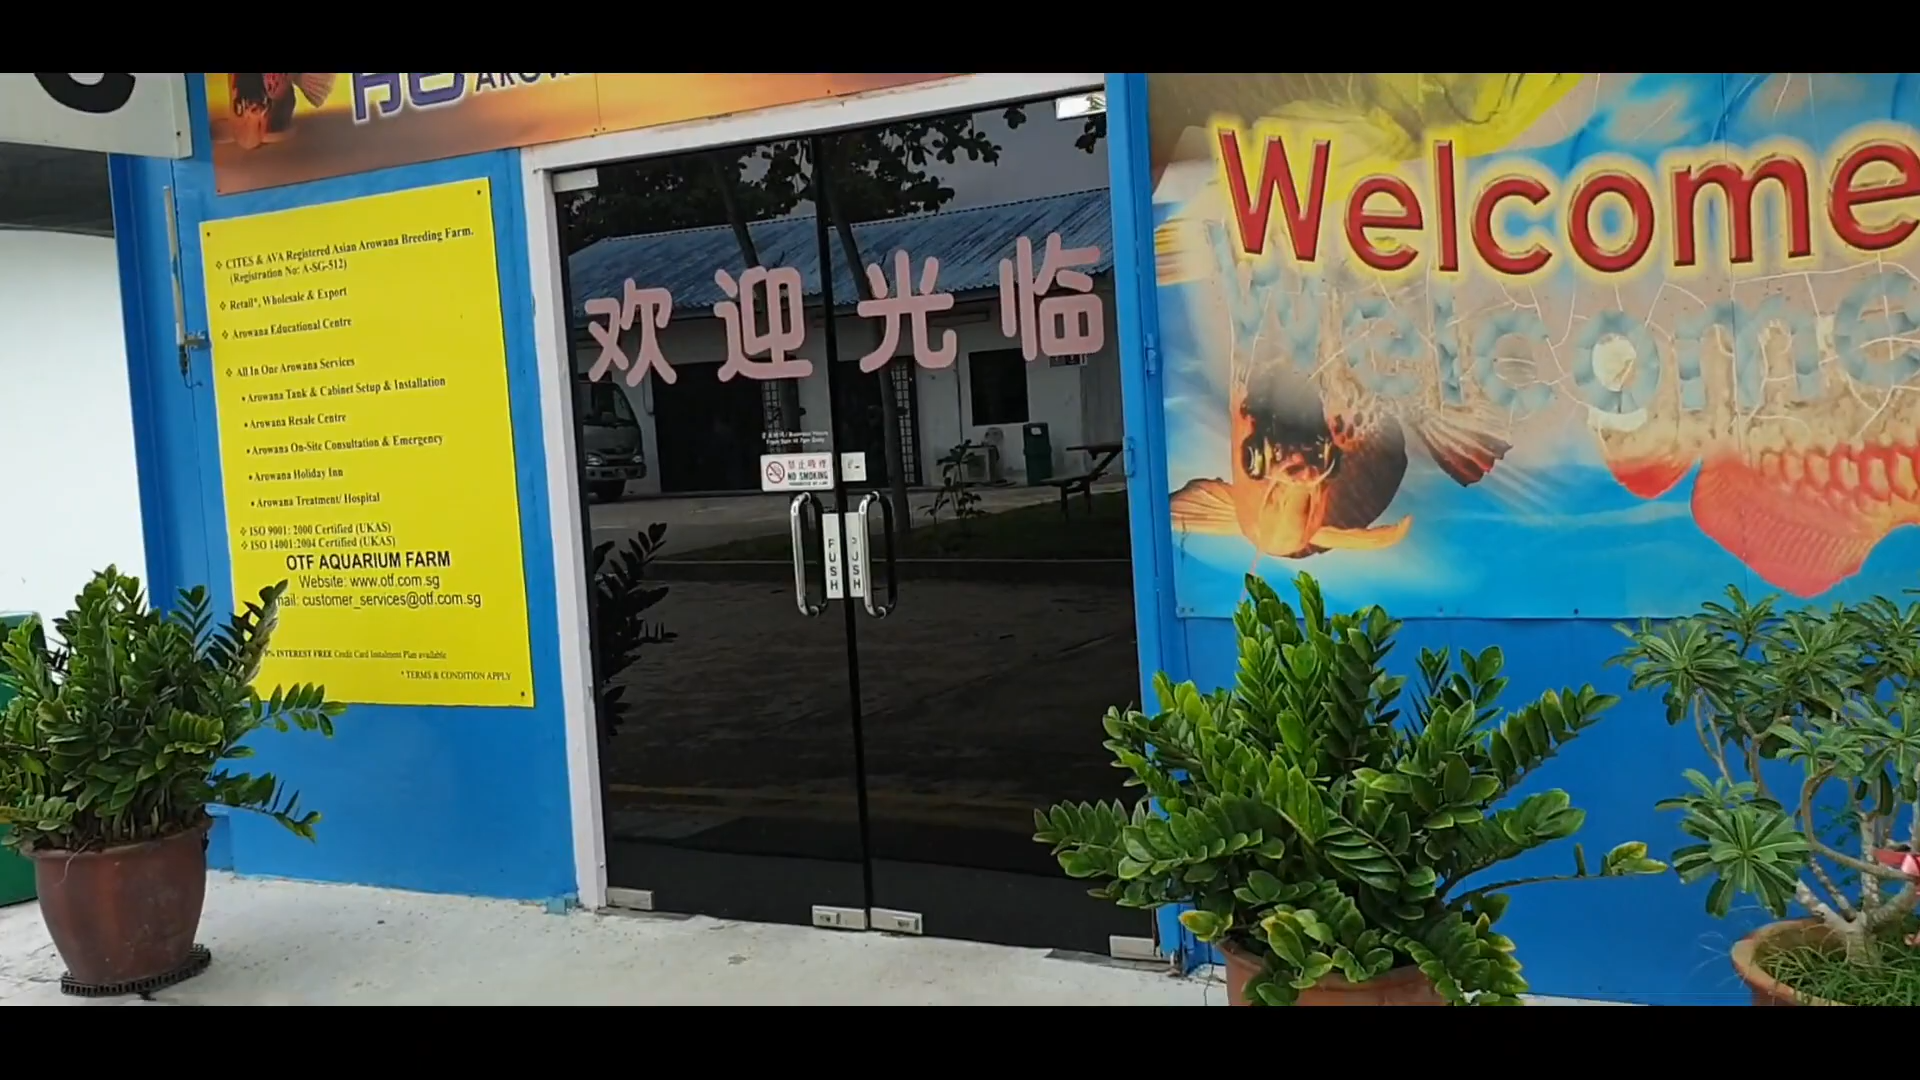 CITES & AVA Registered Asian Arowana Breeding Farm.
(Registration No: A-SG-512)
Retail*, Wholesale & Export
Arowana Educational Centre
All In One Arowana Services
• Arowana Tank & Cabinet Setup & Installation
• Arowana Resale Centre
• Arowana On-Site Consultation & Emergency
• Arowana Holiday Inn
• Arowana Treatment/ Hospital
ISO 9001: 2000 Certified (UKAS)
ISO 14001:2004 Certified (UKAS)
OTF AQUARIUM FARM
Website: www.otf.com.sg
customer_services@otf.com.sg
INTEREST FREE Credit Card Instalment Plan available
* TERMS & CONDITION APPLY
欢迎光临
禁止吸烟
NO SMOKING
PUSH
Welcome
Welcome